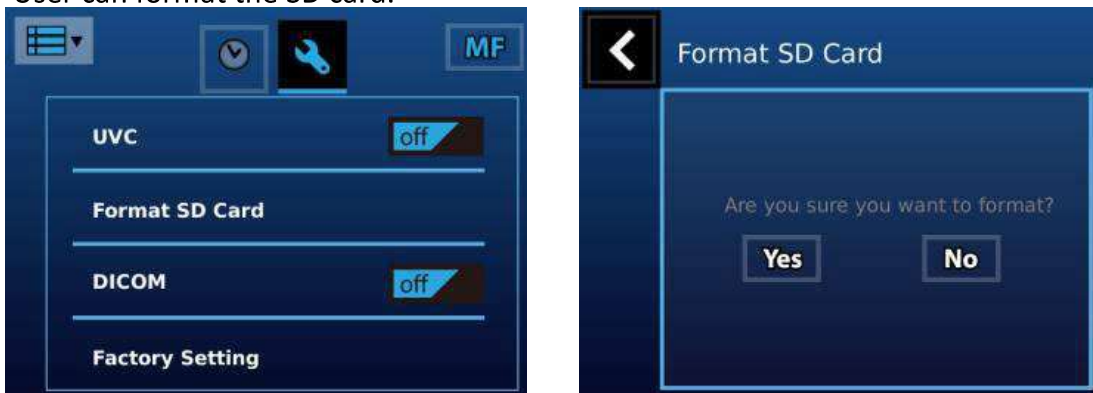 User can format the SD card.
MF
UVC off
Format SD Card
DICOM off
Factory Setting
Format SD Card
Are you sure you want to format?
Yes No